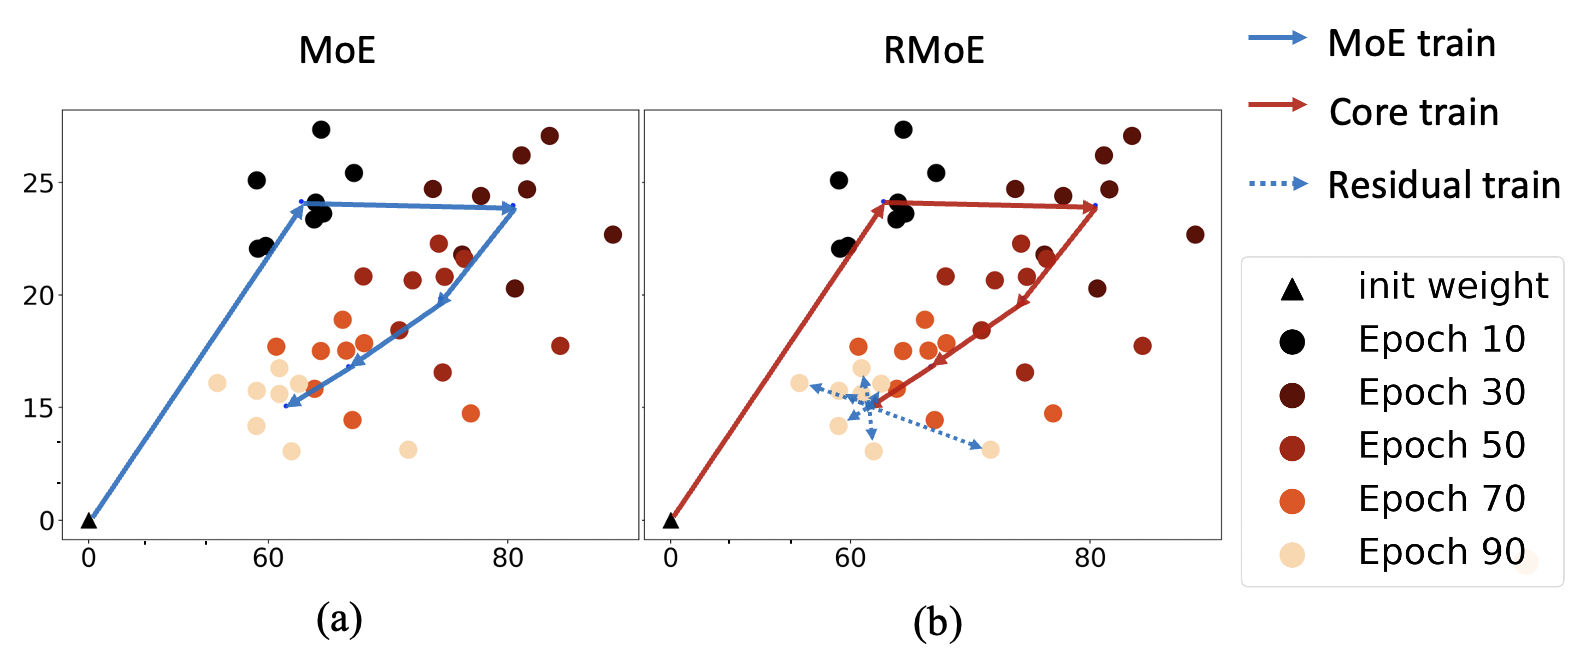 MoE
RMoE
MoE train
Core train
Residual train
25
20
15
0
0
60
80
0
60
80
init weight
Epoch 10
Epoch 30
Epoch 50
Epoch 70
Epoch 90
(a)
(b)